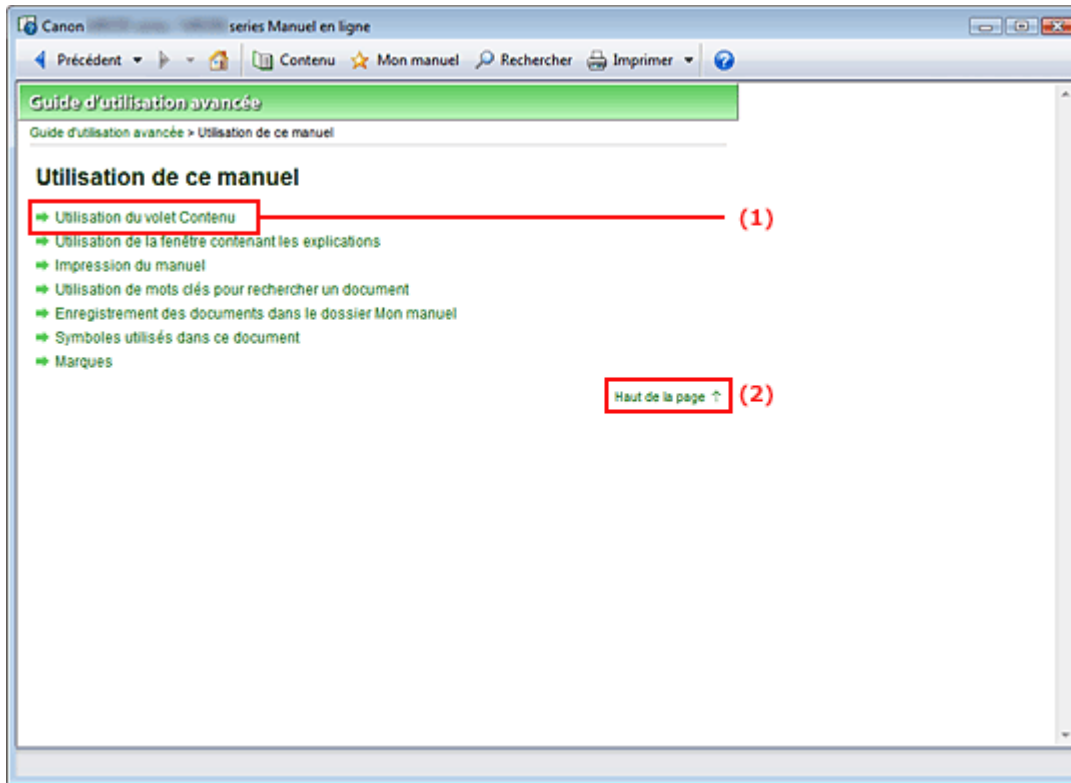 Canon series Manuel en ligne
Précédent Contenu Mon manuel Rechercher Imprimer
Guide d'utilisation avancée
Guide d'utilisation avancée > Utilisation de ce manuel
Utilisation de ce manuel
Utilisation du volet Contenu (1)
Utilisation de la fenêtre contenant les explications
Impression du manuel
Utilisation de mots clés pour rechercher un document
Enregistrement des documents dans le dossier Mon manuel
Symboles utilisés dans ce document
Marques
Haut de la page ↑ (2)